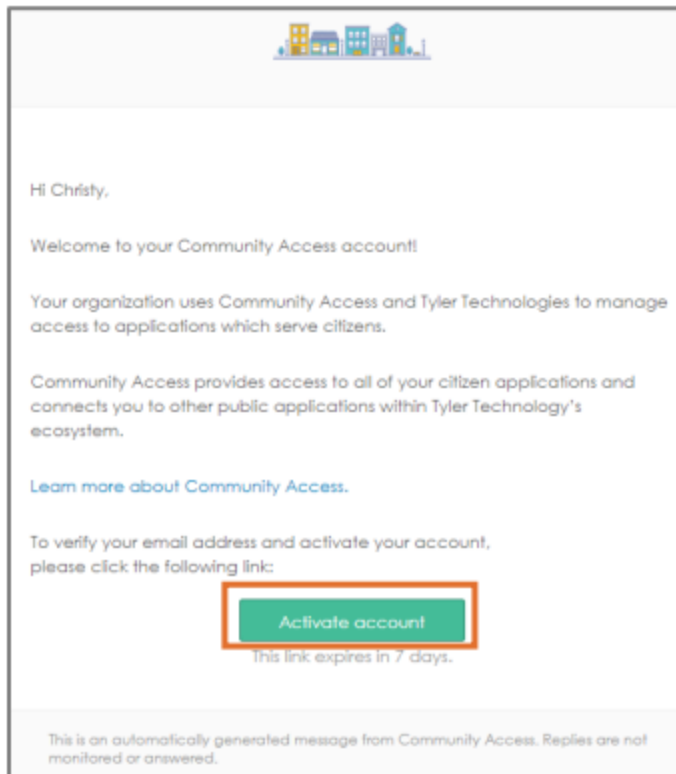 Hi Christy,
Welcome to your Community Access account!
Your organization uses Community Access and Tyler Technologies to manage
access to applications which serve citizens.
Community Access provides access to all of your citizen applications and
connects you to other public applications within Tyler Technology's
ecosystem.
Learn more about Community Access.
To verify your email address and activate your account,
please click the following link:
Activate account
This link expires in 7 days.
This is an automatically generated message from Community Access. Replies are not
monitored or answered.